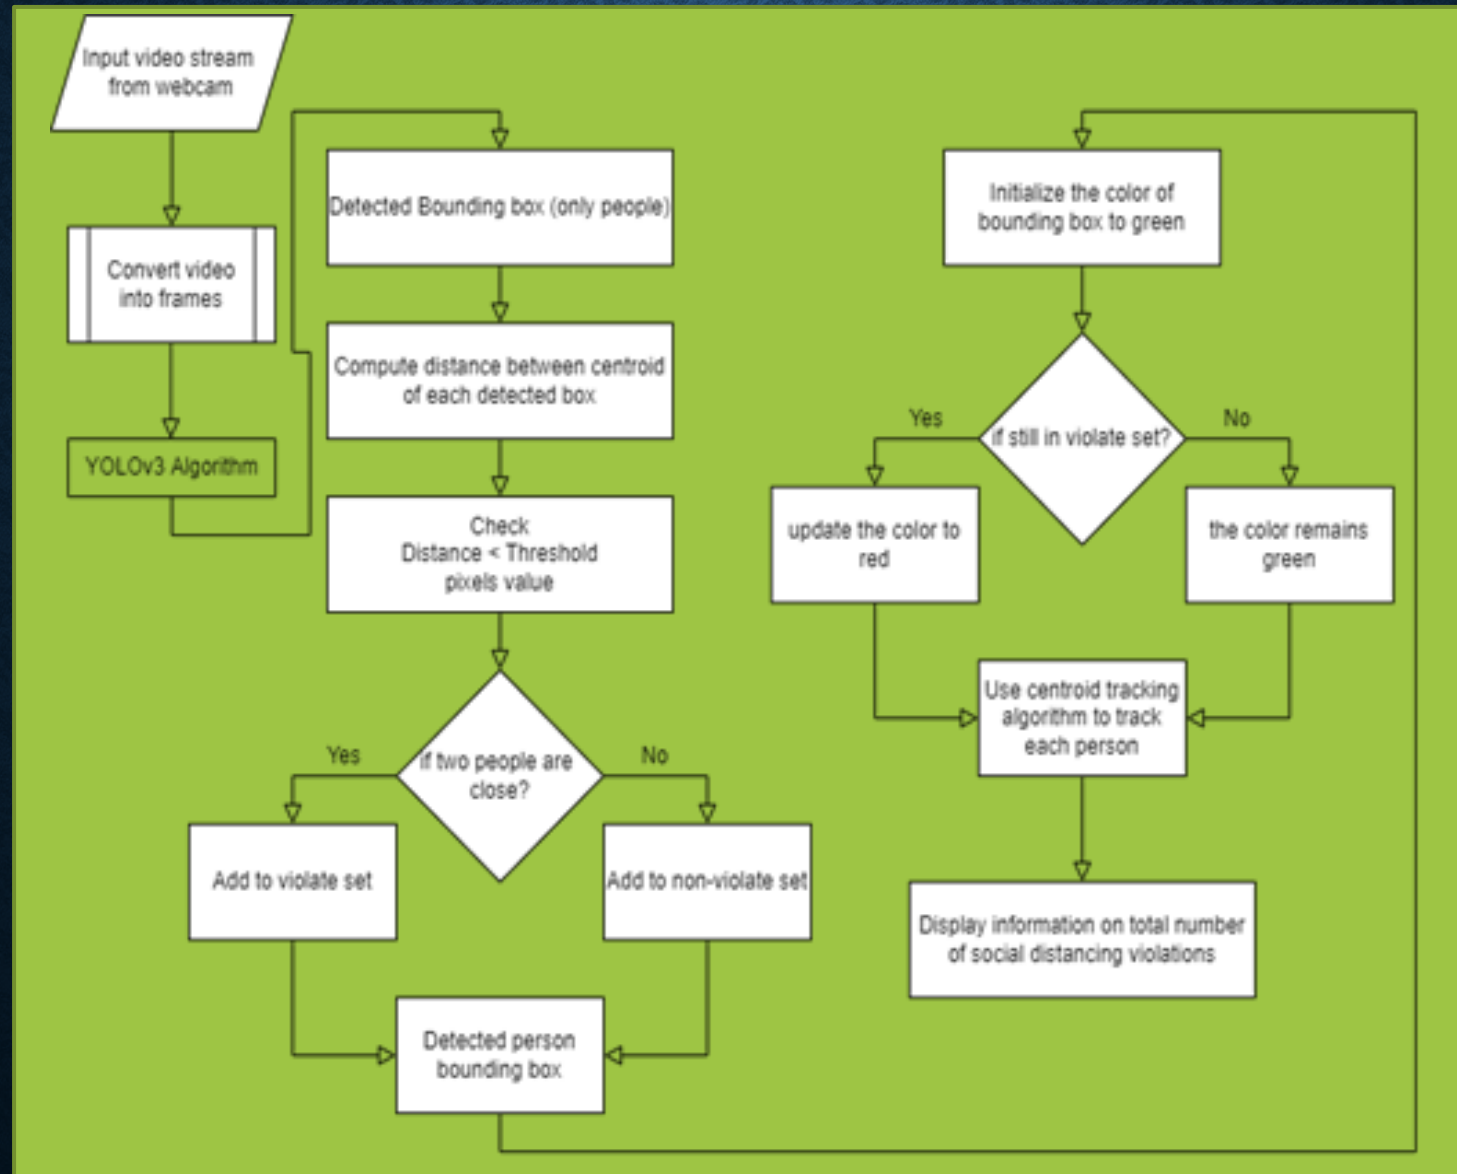 Input video stream
from webcam
Convert video
into frames
YOLOv3 Algorithm
Detected Bounding box (only people)
Compute distance between centroid
of each detected box
Check
Distance < Threshold
pixels value
if two people are
close?
Yes
No
Add to violate set
Add to non-violate set
Detected person
bounding box
Initialize the color of
bounding box to green
if still in violate set?
Yes
No
update the color to
red
the color remains
green
Use centroid tracking
algorithm to track
each person
Display information on total number
of social distancing violations